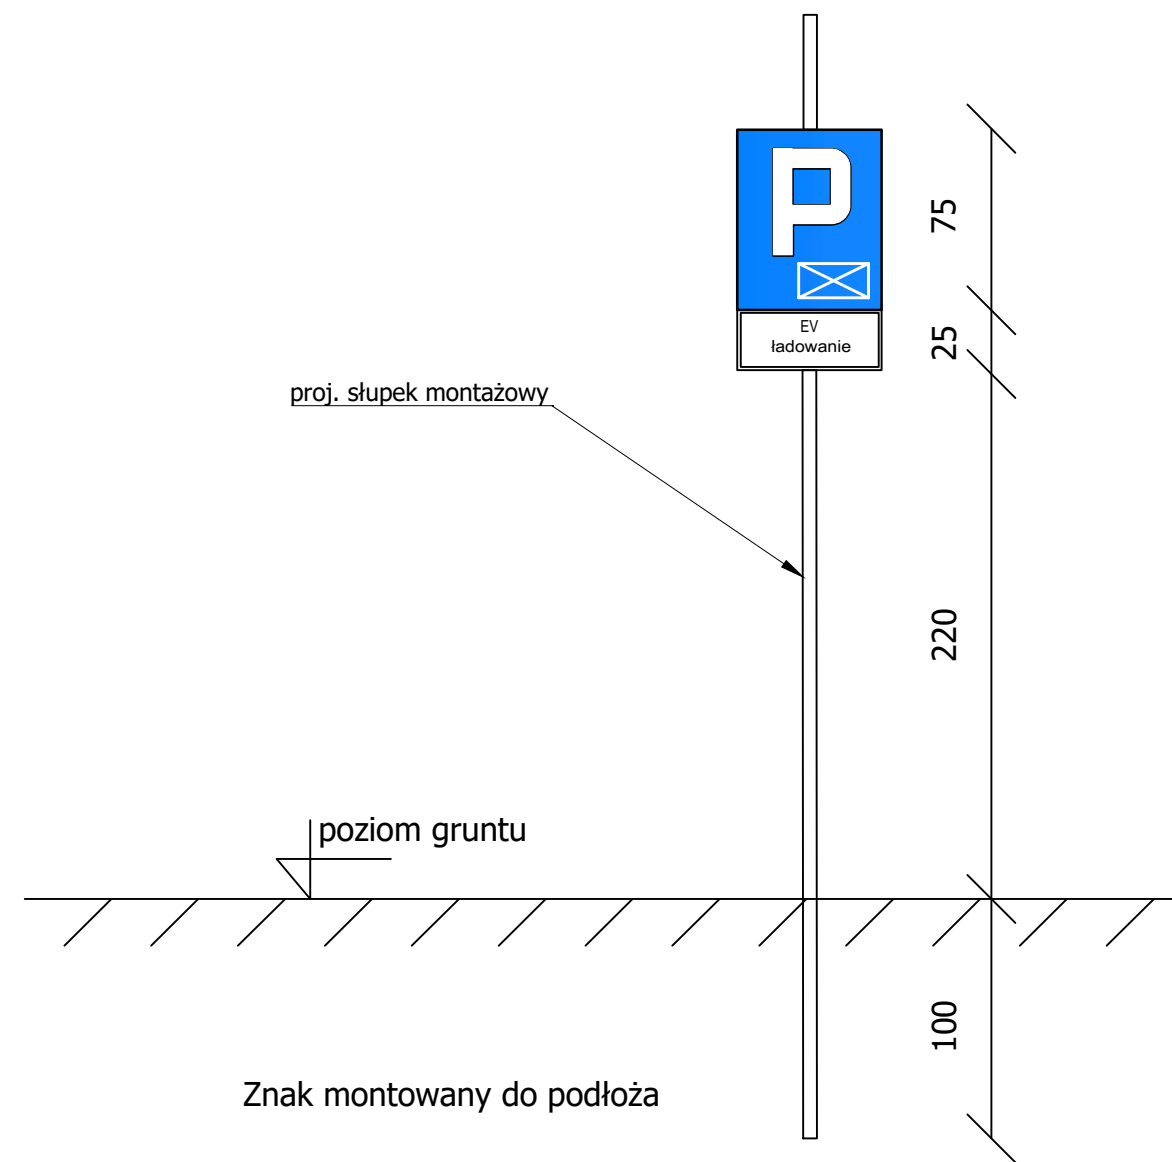 P
75
EV
ładowanie
25
proj. słupek montażowy
220
poziom gruntu
100
Znak montowany do podłoża